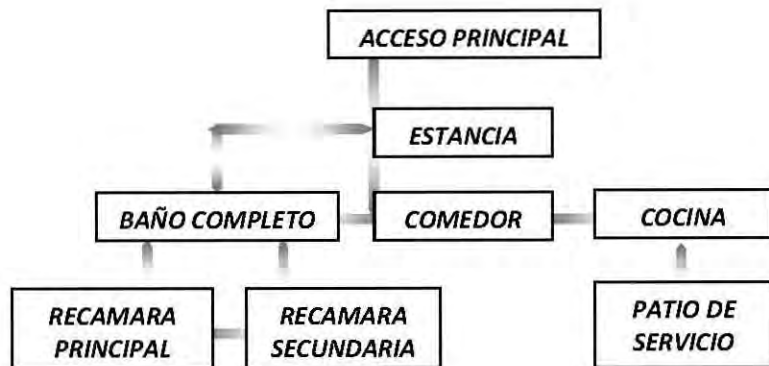 ACCESO PRINCIPAL
ESTANCIA
BAÑO COMPLETO
COMEDOR
COCINA
RECAMARA
PRINCIPAL
RECAMARA
SECUNDARIA
PATIO DE
SERVICIO